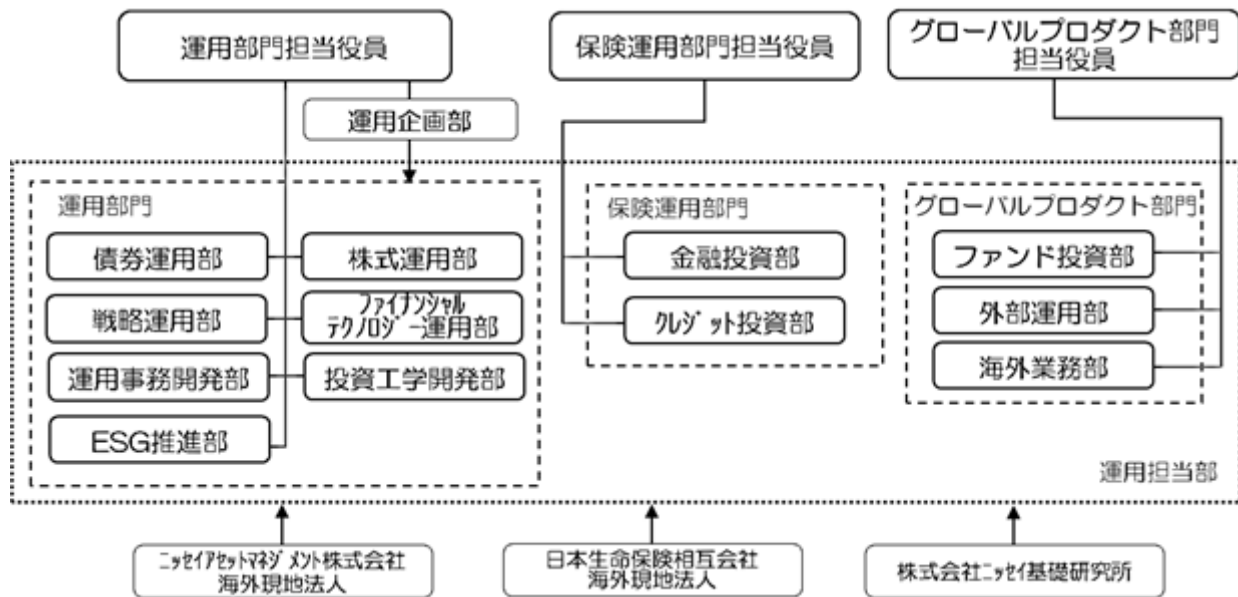 運用部門担当役員
保険運用部門担当役員
グローバルプロダクト部門
担当役員
運用企画部
運用部門
債券運用部
株式運用部
戦略運用部
ファイナンシャル
テクノロジー運用部
運用事務開発部
投資工学開発部
ESG推進部
保険運用部門
金融投資部
クレジット投資部
グローバルプロダクト部門
ファンド投資部
外部運用部
海外業務部
運用担当部
ニッセイアセットマネジメント株式会社
海外現地法人
日本生命保険相互会社
海外現地法人
株式会社ニッセイ基礎研究所